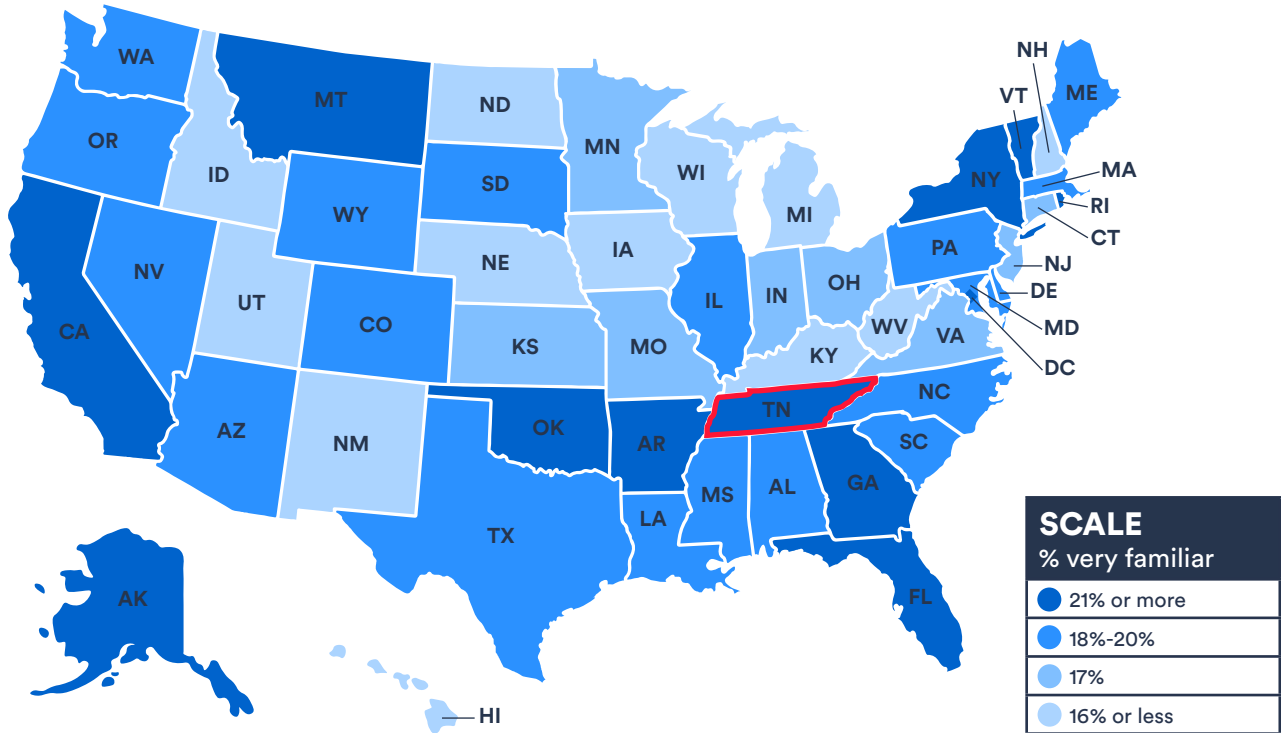 WA
MT
ND
MN
NH
VT
ME
OR
ID
SD
WI
MI
NY
MA
RI
CT
WY
NV
UT
NE
IA
PA
NJ
DE
MD
DC
CA
CO
KS
MO
IL
IN
OH
WV
VA
KY
AZ
NM
OK
AR
TN
NC
SC
TX
LA
MS
AL
GA
FL
AK
HI
SCALE
% very familiar
21% or more
18%-20%
17%
16% or less